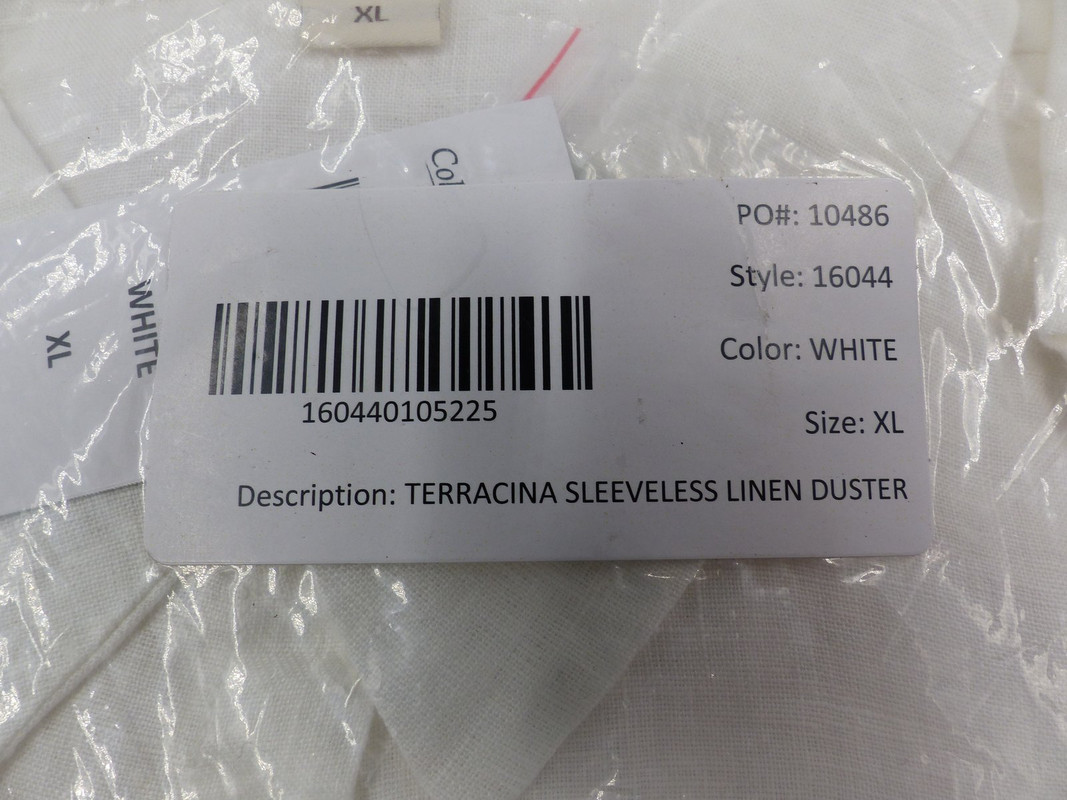 XL
PO#: 10486
Style: 16044
Color: WHITE
Size: XL
160440105225
Description: TERRACINA SLEEVELESS LINEN DUSTER
WHITE
XL